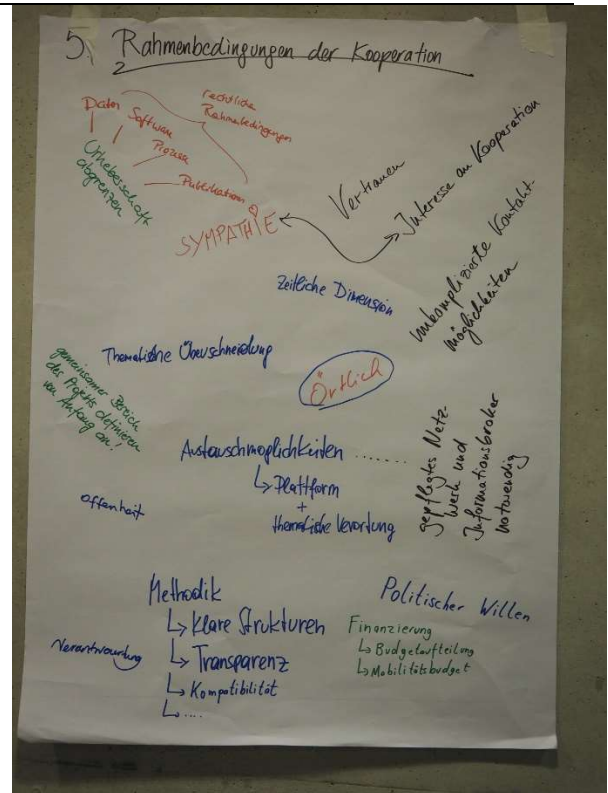 5. Rahmenbedingungen der Kooperation
2
Daten
Software
Prozesse
Publikationen
rechtliche
Rahmenbedingungen
Urheberschaft
abgrenzen
SYMPATHIE
Vertrauen
Interesse an Kooperation
unkomplizierte Kontakt-
möglichkeiten
Zeitliche Dimension
Thematische Überschneidung
Örtlich
gemeinsamer Bereich
des Projekts definieren
von Anfang an!
Austauschmöglichkeiten ......
↳ Plattform
+
thematische Verortung
gepflegtes Netz-
werk und
Informationsbroker
notwendig
Offenheit
Methodik
↳ Klare Strukturen
↳ Transparenz
↳ Kompatibilität
↳ ....
Verantwortung
Politischer Willen
Finanzierung
↳ Budgetaufteilung
↳ Mobilitätsbudget